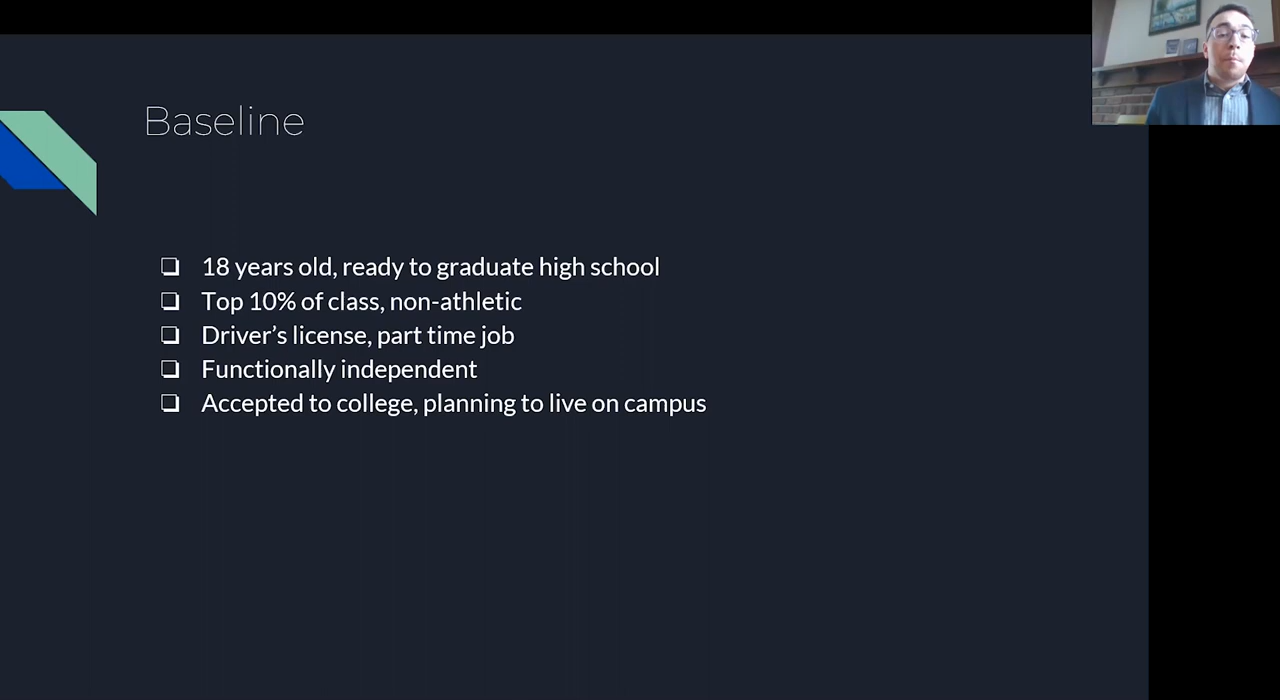 Baseline
❏ 18 years old, ready to graduate high school
❏ Top 10% of class, non-athletic
❏ Driver’s license, part time job
❏ Functionally independent
❏ Accepted to college, planning to live on campus